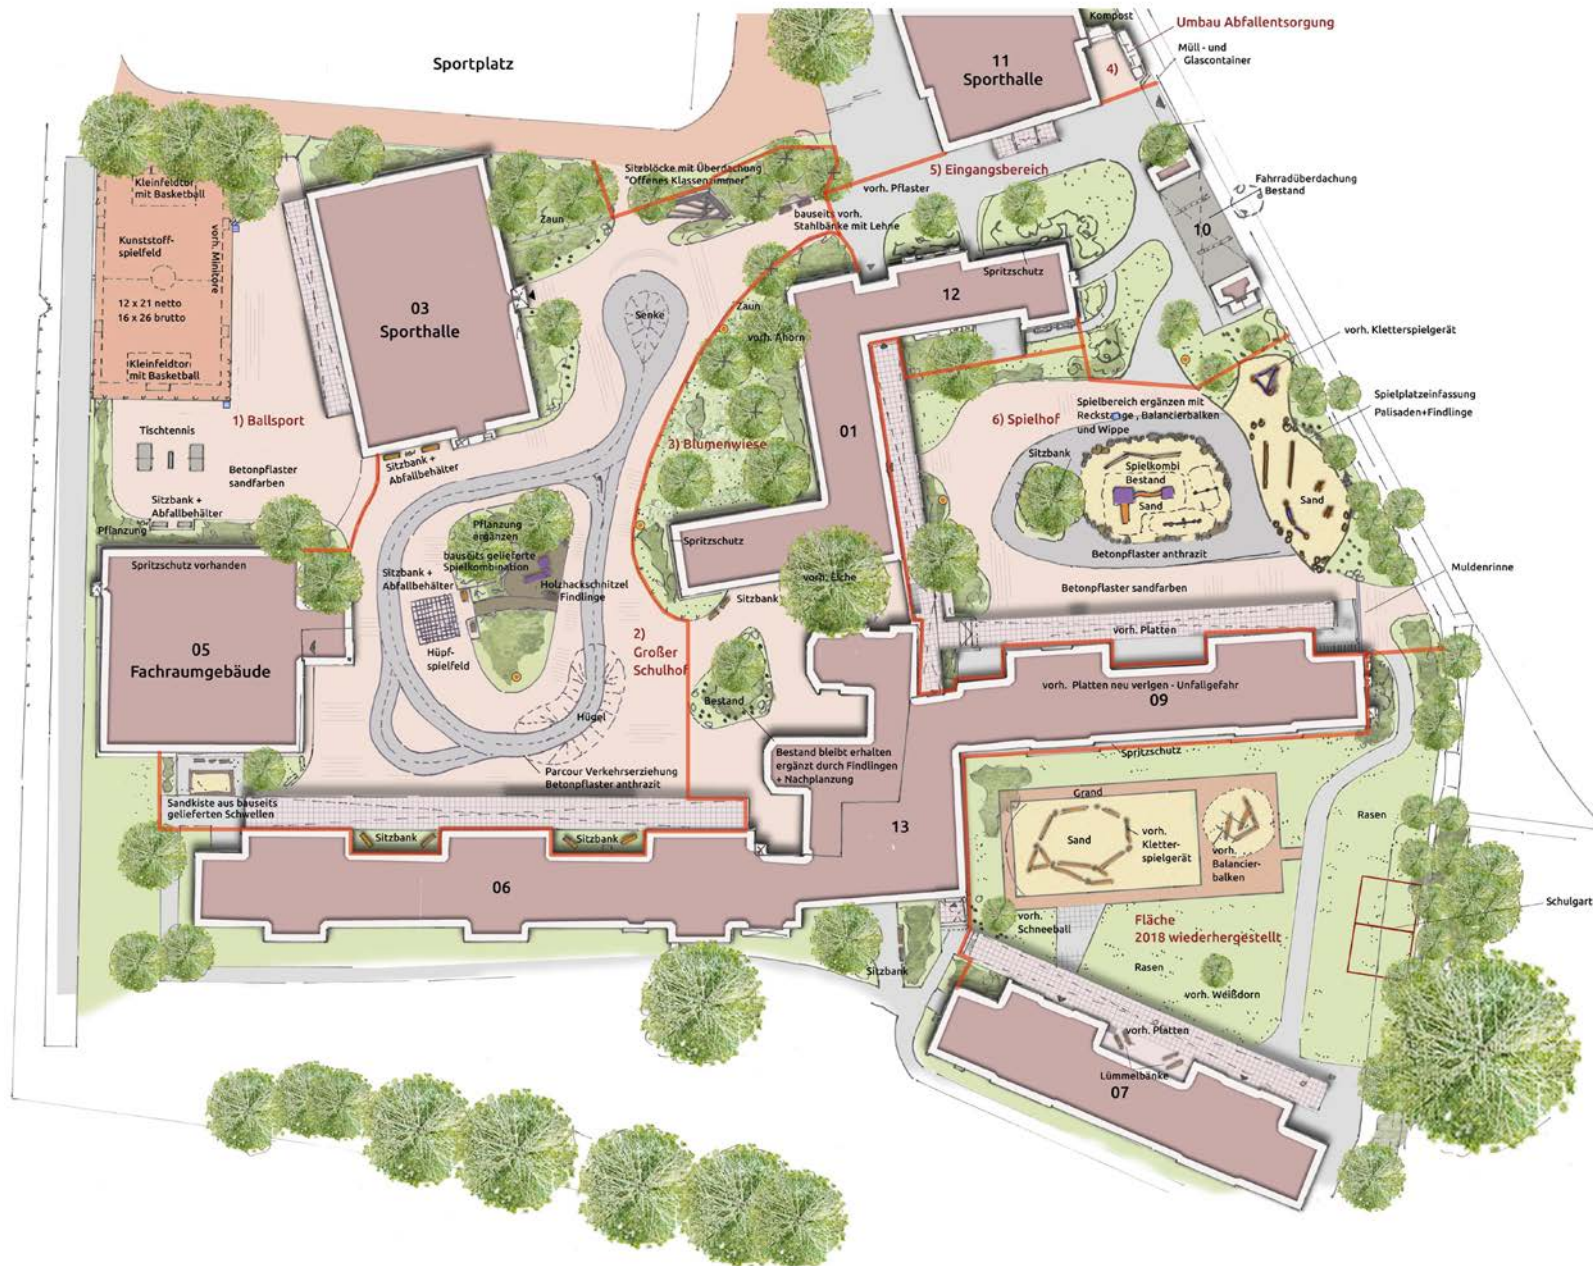 Sportplatz
11
Sporthalle
Kompost
Umbau Abfallentsorgung
Müll - und
Glascontainer
4)
Kleinfeldtor
mit Basketball
Kunststoff-
spielfeld
vorh. Minitore
12 x 21 netto
16 x 26 brutto
Kleinfeldtor
mit Basketball
1) Ballsport
Tischtennis
Betonpflaster
sandfarben
Sitzbank +
Abfallbehälter
Pflanzung
03
Sporthalle
Zaun
Sitzblöcke mit Überdachung
"Offenes Klassenzimmer"
5) Eingangsbereich
vorh. Pflaster
bauseits vorh.
Stahlbänke mit Lehne
Fahrradüberdachung
Bestand
10
Spritzschutz
12
Senke
Zaun
vorh. Ahorn
3) Blumenwiese
01
Spritzschutz
vorh. Eiche
Sitzbank
Sitzbank +
Abfallbehälter
vorh. Kletterspielgerät
Spielplatzeinfassung
Palisaden+Findlinge
6) Spielhof
Spielbereich ergänzen mit
Reckstange , Balancierbalken
und Wippe
Sitzbank
Spielkombi
Bestand
Sand
Sand
Betonpflaster anthrazit
Betonpflaster sandfarben
Muldenrinne
vorh. Platten
Spritzschutz vorhanden
05
Fachraumgebäude
Pflanzung
ergänzen
bauseits gelieferte
Spielkombination
Sitzbank +
Abfallbehälter
Holzhackschnitzel
Findlinge
Hüpf-
spielfeld
2)
Großer
Schulhof
Hügel
Bestand
Bestand bleibt erhalten
ergänzt durch Findlingen
+ Nachplanzung
Parcour Verkehrserziehung
Betonpflaster anthrazit
Sandkiste aus bauseits
gelieferten Schwellen
Sitzbank
Sitzbank
06
13
vorh. Platten neu verlgen - Unfallgefahr
09
Spritzschutz
Grand
Sand
vorh.
Kletter-
spielgerät
vorh.
Balancier-
balken
Rasen
Schulgart
vorh.
Schneeball
Fläche
2018 wiederhergestellt
Rasen
vorh. Weißdorn
Sitzbank
vorh. Platten
Lümmelbänke
07